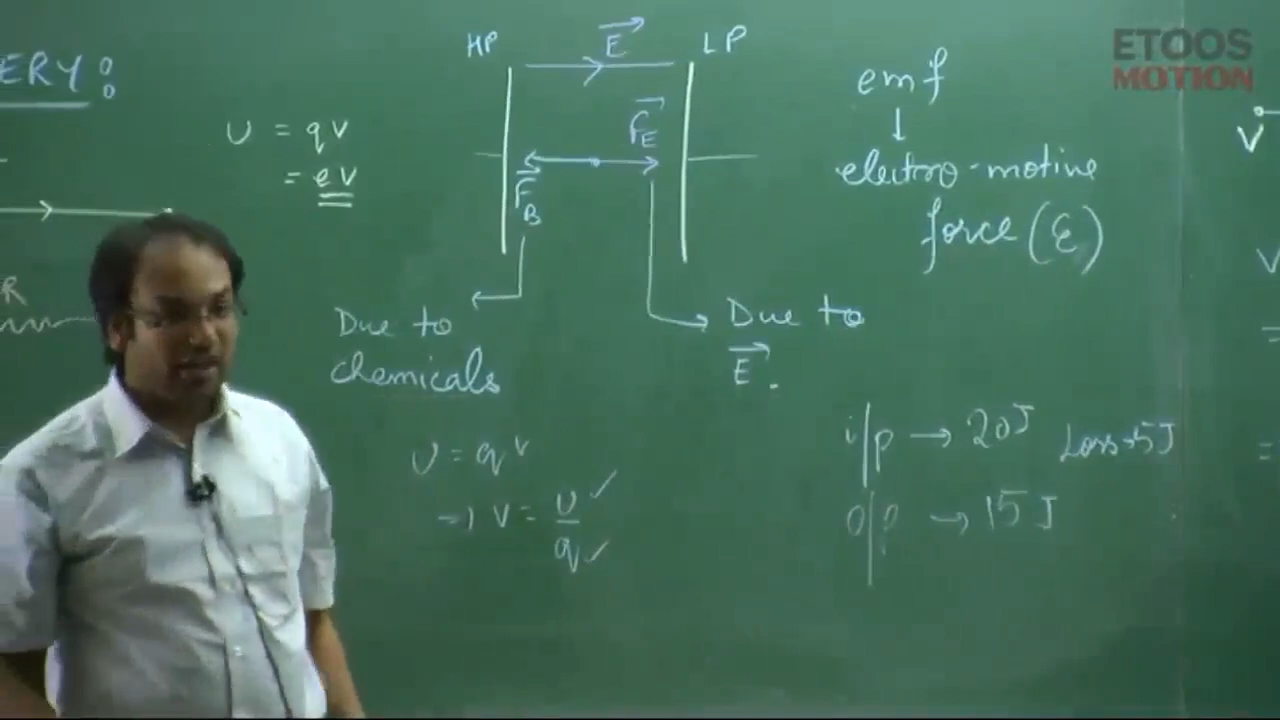 ERY:
U = qV
= eV
HP
E
LP
F_E
F_B
Due to
chemicals
Due to
E.
emf
↓
electro-motive
force (ε)
U = qV
⇒ V = U/q
i/p → 20J Loss→5J
o/p → 15J
R
V
V
=
=
ETOOS
MOTION